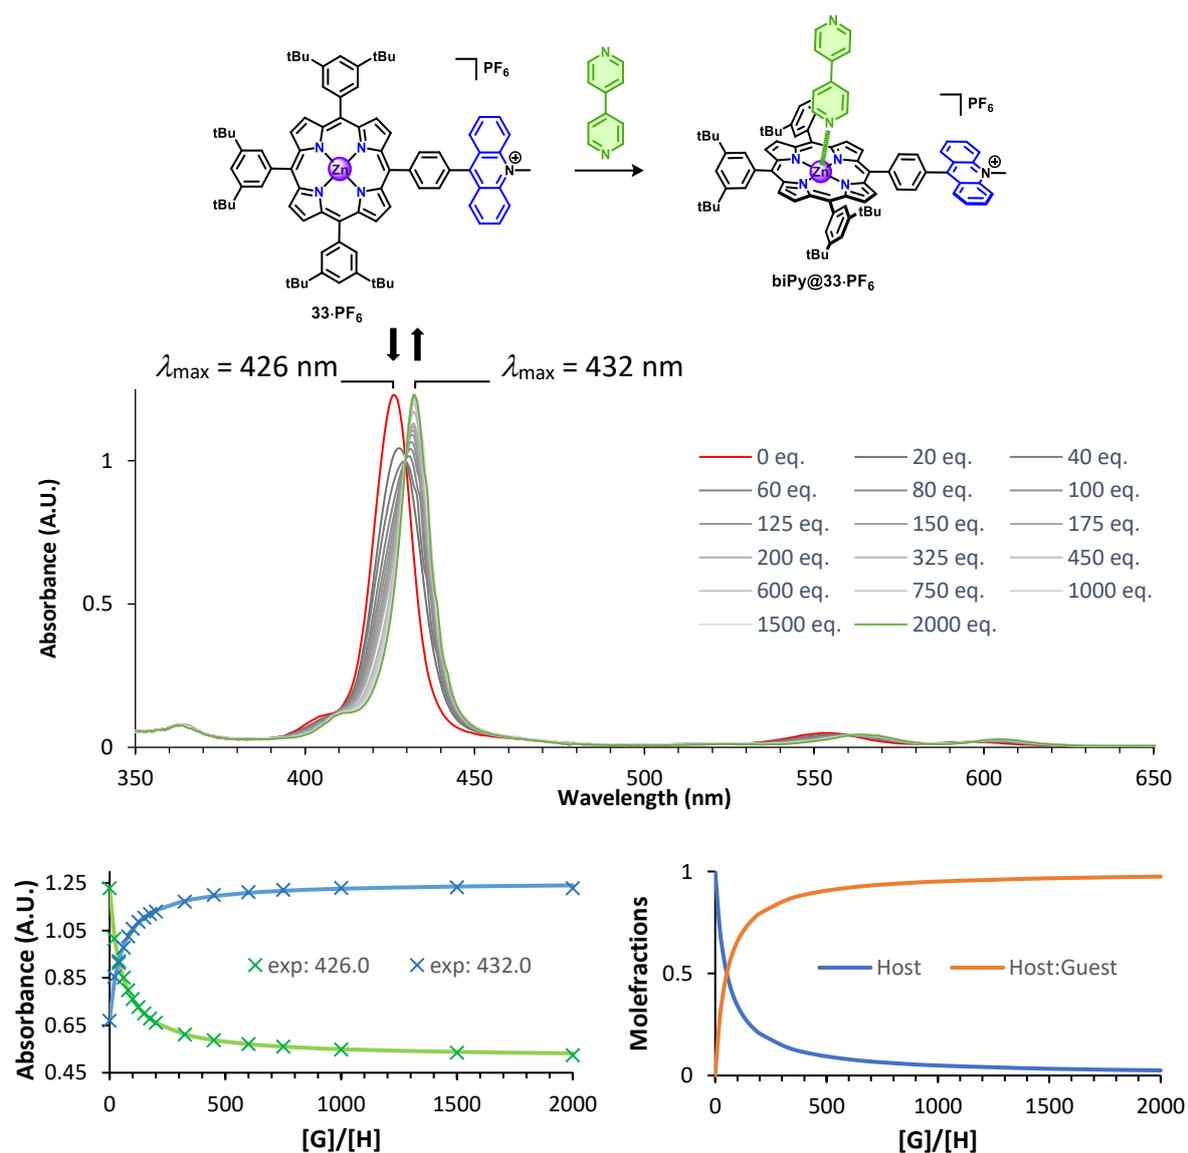 N
tBu
tBu
PF6
N
tBu
N
N
Zn
N
N
N
⊕
tBu
tBu
tBu
33·PF6
N
N
tBu
PF6
tBu
N
N
N
Zn
N
N
N
⊕
tBu
tBu
tBu
biPy@33·PF6
λmax = 426 nm
λmax = 432 nm
Absorbance (A.U.)
1
0.5
0
0 eq. 20 eq. 40 eq.
60 eq. 80 eq. 100 eq.
125 eq. 150 eq. 175 eq.
200 eq. 325 eq. 450 eq.
600 eq. 750 eq. 1000 eq.
1500 eq. 2000 eq.
350 400 450 500 550 600 650
Wavelength (nm)
Absorbance (A.U.)
1.25
1.05
0.85
0.65
0.45
exp: 426.0 exp: 432.0
0 500 1000 1500 2000
[G]/[H]
Molefractions
1
0.5
0
Host Host:Guest
0 500 1000 1500 2000
[G]/[H]